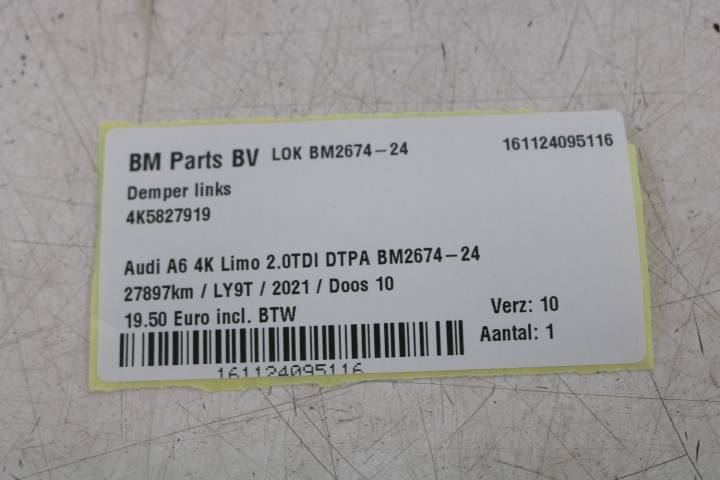 BM Parts BV LOK BM2674-24 161124095116
Demper links
4K5827919
Audi A6 4K Limo 2.0TDI DTPA BM2674-24
27897km / LY9T / 2021 / Doos 10
19.50 Euro incl. BTW Verz: 10
Aantal: 1
161124095116